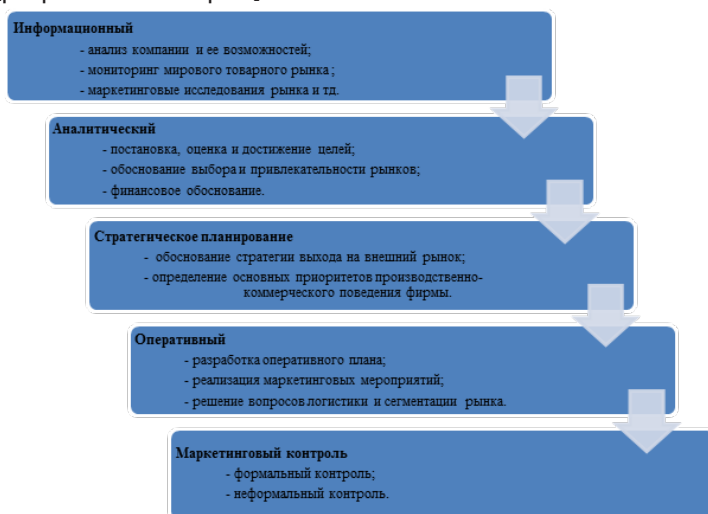 Информационный
- анализ компании и ее возможностей;
- мониторинг мирового товарного рынка;
- маркетинговые исследования рынка и тд.
Аналитический
- постановка, оценка и достижение целей;
- обоснование выбора и привлекательности рынков;
- финансовое обоснование.
Стратегическое планирование
- обоснование стратегии выхода на внешний рынок;
- определение основных приоритетов производственно-
коммерческого поведения фирмы.
Оперативный
- разработка оперативного плана;
- реализация маркетинговых мероприятий;
- решение вопросов логистики и сегментации рынка.
Маркетинговый контроль
- формальный контроль;
- неформальный контроль.